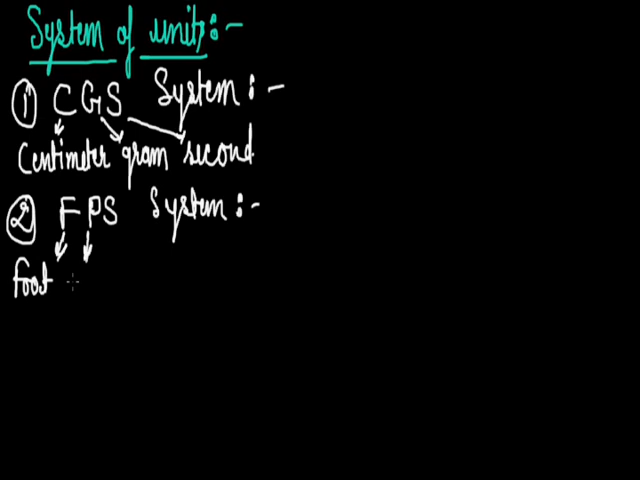 System of units:-
① CGS System :-
Centimeter gram second
② FPS System :-
foot